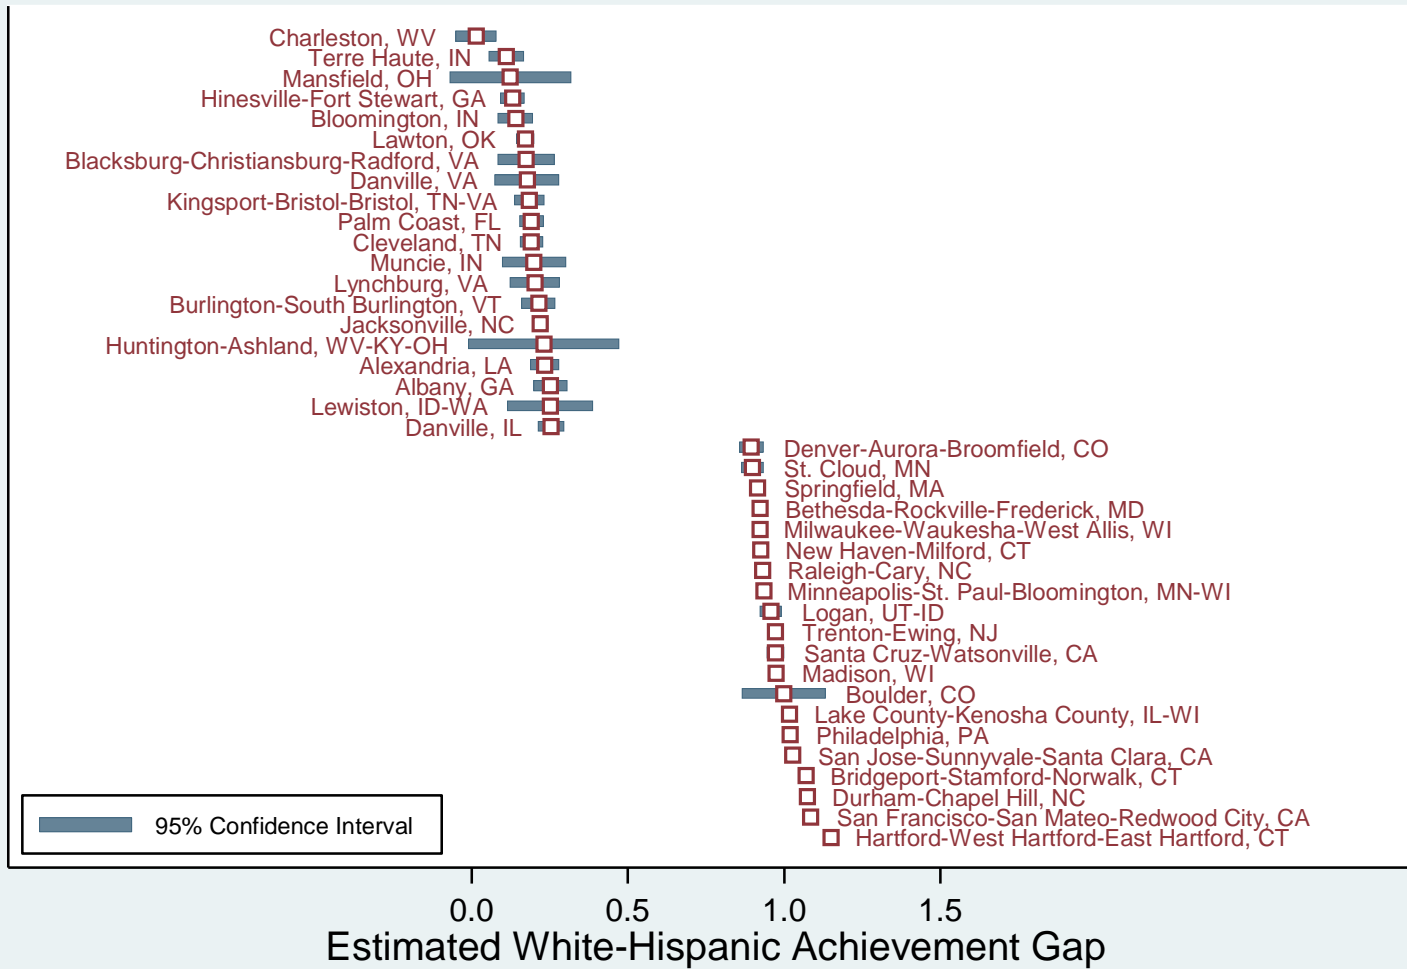 Charleston, WV
Terre Haute, IN
Mansfield, OH
Hinesville-Fort Stewart, GA
Bloomington, IN
Lawton, OK
Blacksburg-Christiansburg-Radford, VA
Danville, VA
Kingsport-Bristol-Bristol, TN-VA
Palm Coast, FL
Cleveland, TN
Muncie, IN
Lynchburg, VA
Burlington-South Burlington, VT
Jacksonville, NC
Huntington-Ashland, WV-KY-OH
Alexandria, LA
Albany, GA
Lewiston, ID-WA
Danville, IL
Denver-Aurora-Broomfield, CO
St. Cloud, MN
Springfield, MA
Bethesda-Rockville-Frederick, MD
Milwaukee-Waukesha-West Allis, WI
New Haven-Milford, CT
Raleigh-Cary, NC
Minneapolis-St. Paul-Bloomington, MN-WI
Logan, UT-ID
Trenton-Ewing, NJ
Santa Cruz-Watsonville, CA
Madison, WI
Boulder, CO
Lake County-Kenosha County, IL-WI
Philadelphia, PA
San Jose-Sunnyvale-Santa Clara, CA
Bridgeport-Stamford-Norwalk, CT
Durham-Chapel Hill, NC
San Francisco-San Mateo-Redwood City, CA
Hartford-West Hartford-East Hartford, CT
95% Confidence Interval
0.0 0.5 1.0 1.5
Estimated White-Hispanic Achievement Gap